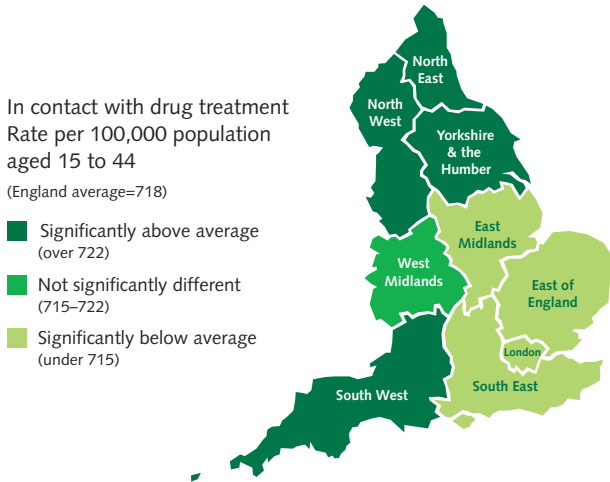 In contact with drug treatment
Rate per 100,000 population
aged 15 to 44
(England average=718)
Significantly above average
(over 722)
Not significantly different
(715–722)
Significantly below average
(under 715)
North
East
North
West
Yorkshire
& the
Humber
East
Midlands
West
Midlands
East of
England
London
South East
South West